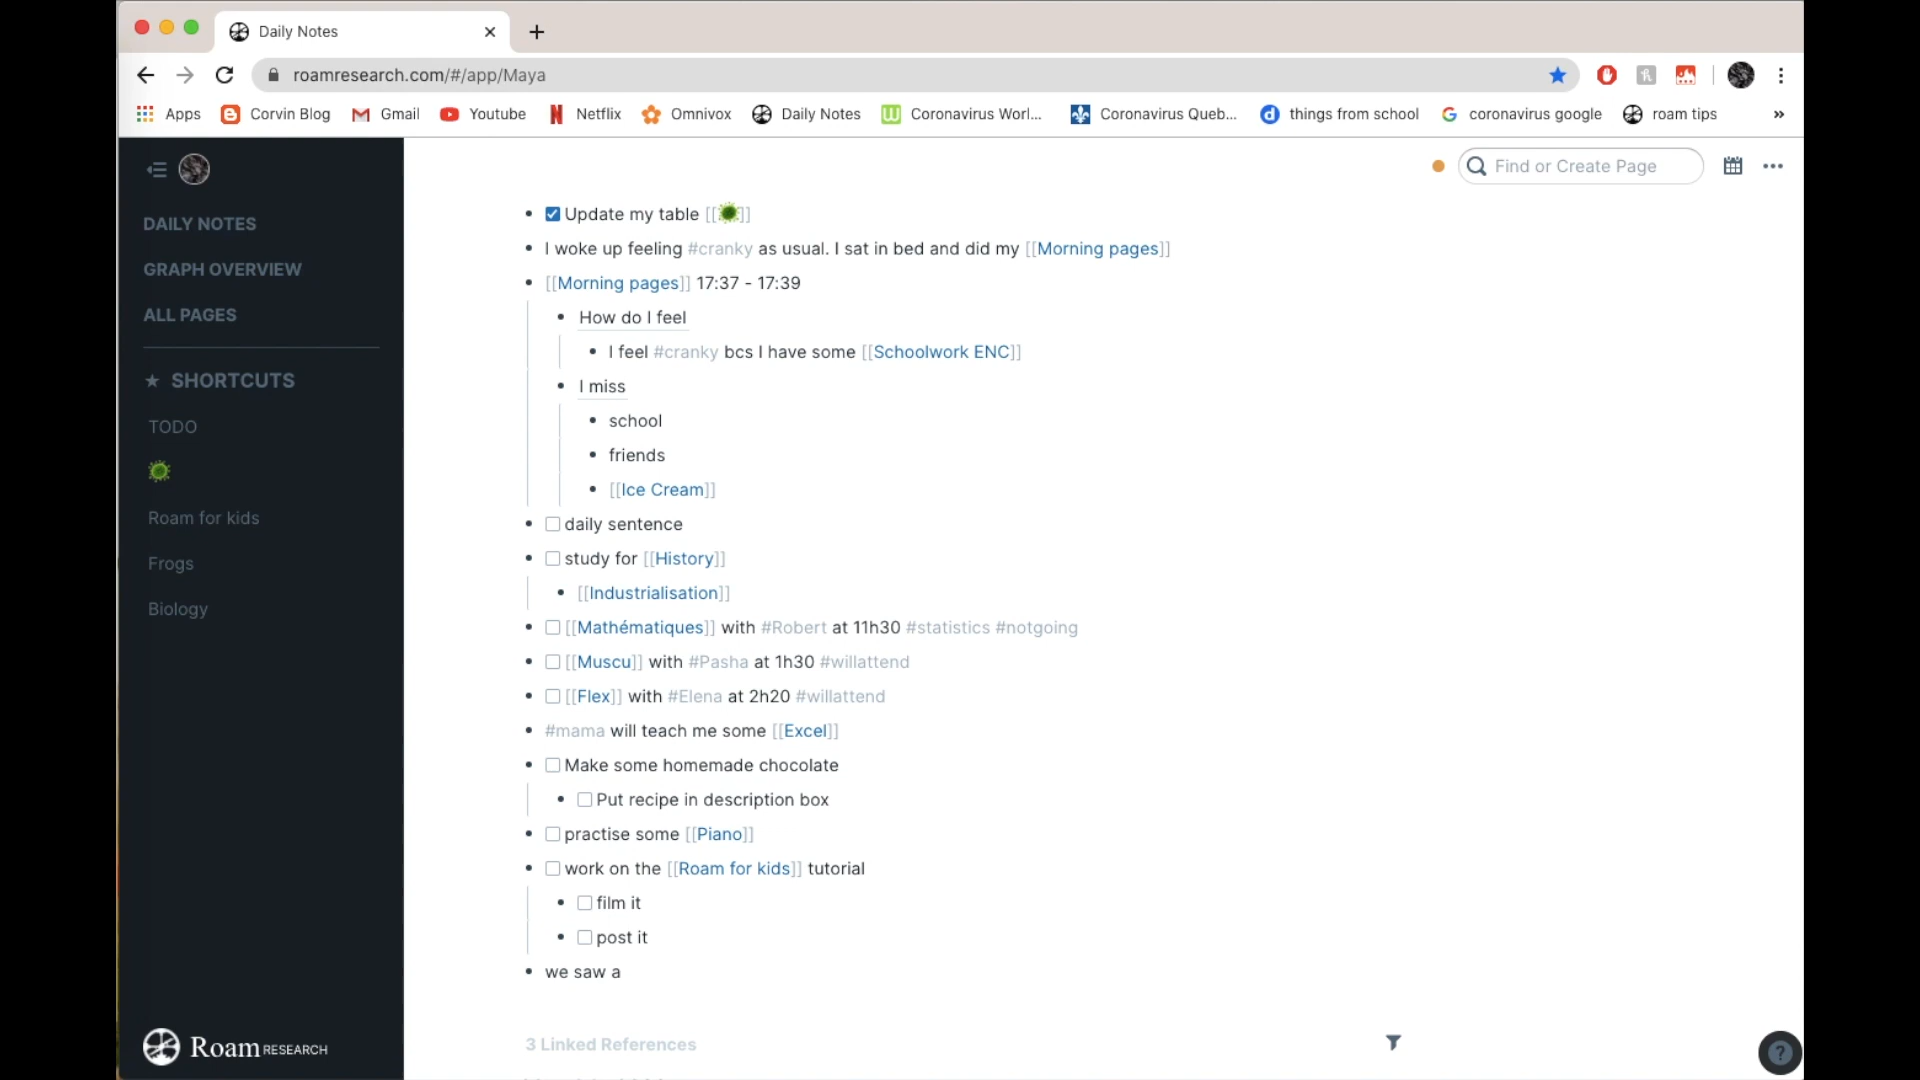 Daily Notes
roamresearch.com/#/app/Maya
Apps Corvin Blog Gmail Youtube Netflix Omnivox Daily Notes Coronavirus Worl... Coronavirus Queb... things from school coronavirus google roam tips »
Find or Create Page
DAILY NOTES
GRAPH OVERVIEW
ALL PAGES
★ SHORTCUTS
TODO
Roam for kids
Frogs
Biology
Roam RESEARCH
Update my table [[🦠]]
I woke up feeling #cranky as usual. I sat in bed and did my [[Morning pages]]
[[Morning pages]] 17:37 - 17:39
How do I feel
I feel #cranky bcs I have some [[Schoolwork ENC]]
I miss
school
friends
[[Ice Cream]]
daily sentence
study for [[History]]
[[Industrialisation]]
[[Mathématiques]] with #Robert at 11h30 #statistics #notgoing
[[Muscu]] with #Pasha at 1h30 #willattend
[[Flex]] with #Elena at 2h20 #willattend
#mama will teach me some [[Excel]]
Make some homemade chocolate
Put recipe in description box
practise some [[Piano]]
work on the [[Roam for kids]] tutorial
film it
post it
we saw a
3 Linked References
?